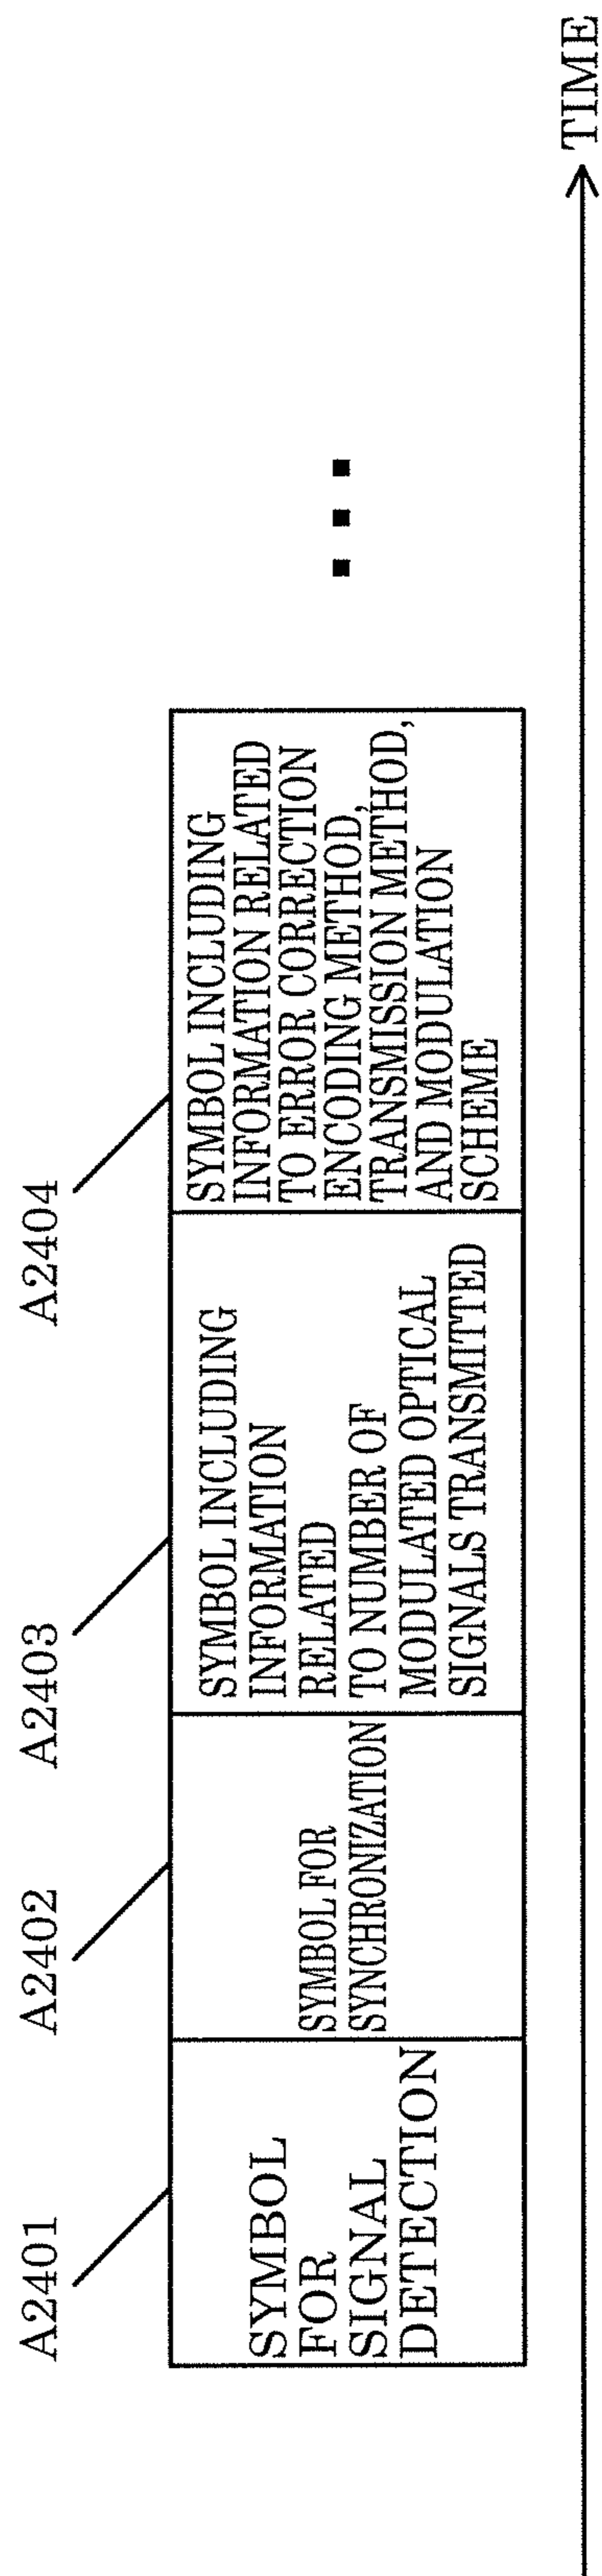 A2401
A2402
A2403
A2404
SYMBOL
FOR
SIGNAL
DETECTION
SYMBOL FOR
SYNCHRONIZATION
SYMBOL INCLUDING
INFORMATION
RELATED
TO NUMBER OF
MODULATED OPTICAL
SIGNALS TRANSMITTED
SYMBOL INCLUDING
INFORMATION RELATED
TO ERROR CORRECTION
ENCODING METHOD,
TRANSMISSION METHOD,
AND MODULATION
SCHEME
TIME